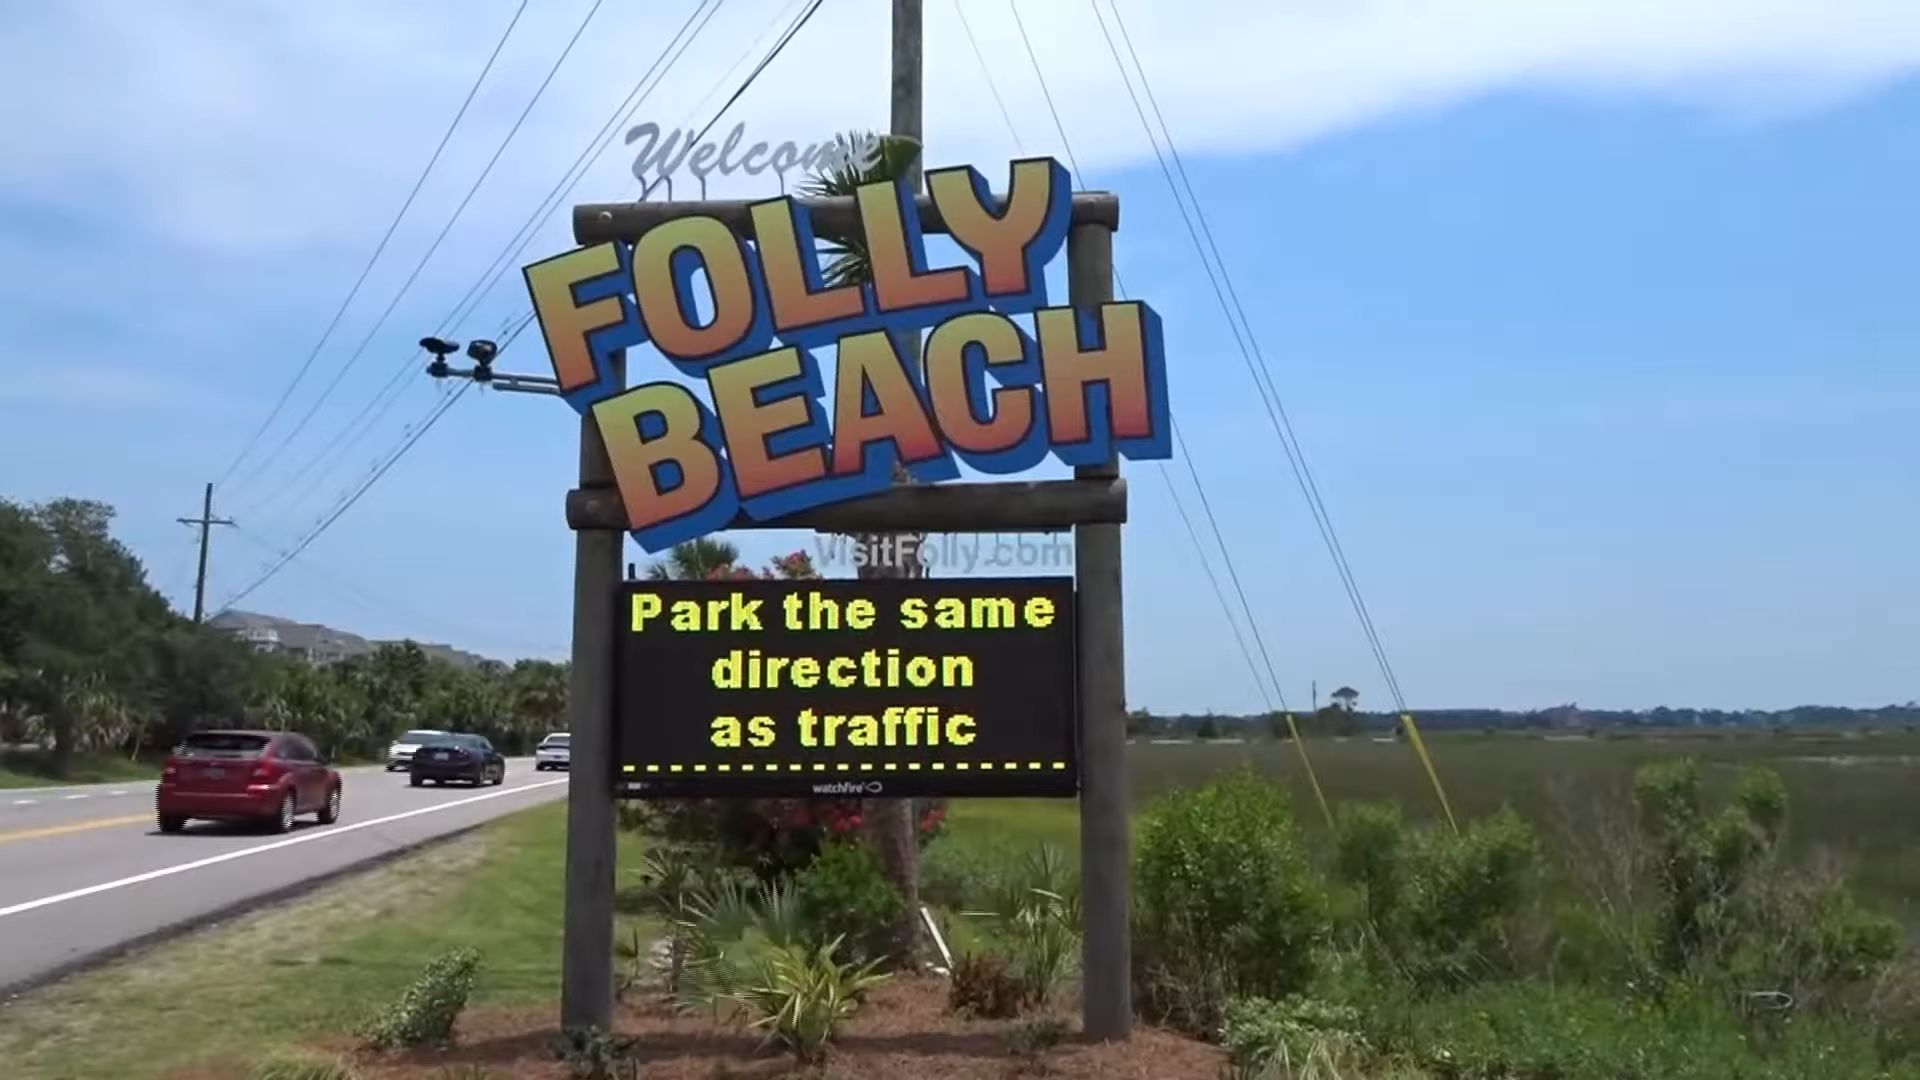 Welcome
FOLLY
BEACH
VisitFolly.com
Park the same
direction
as traffic
watchfire